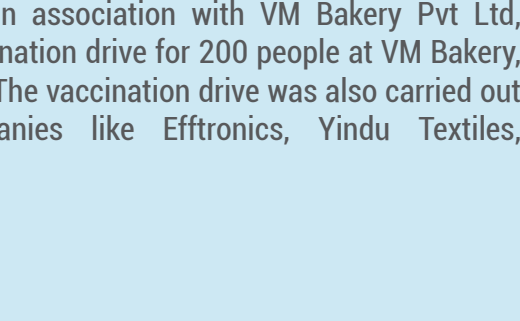 n association with VM Bakery Pvt Ltd,
nation drive for 200 people at VM Bakery,
The vaccination drive was also carried out
anies like Efftronics, Yindu Textiles,